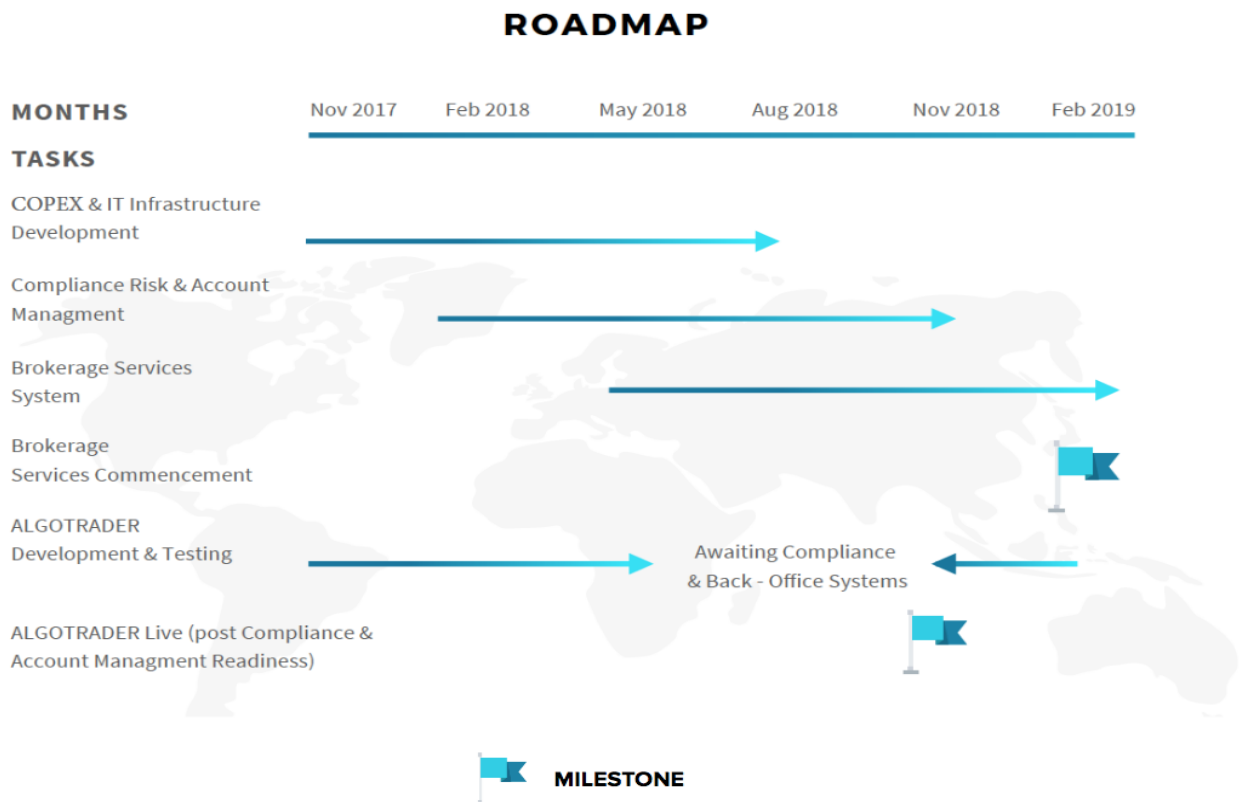 ROADMAP
MONTHS Nov 2017 Feb 2018 May 2018 Aug 2018 Nov 2018 Feb 2019
TASKS
COPEX & IT Infrastructure
Development
Compliance Risk & Account
Managment
Brokerage Services
System
Brokerage
Services Commencement
ALGOTRADER
Development & Testing
Awaiting Compliance
& Back - Office Systems
ALGOTRADER Live (post Compliance &
Account Managment Readiness)
MILESTONE